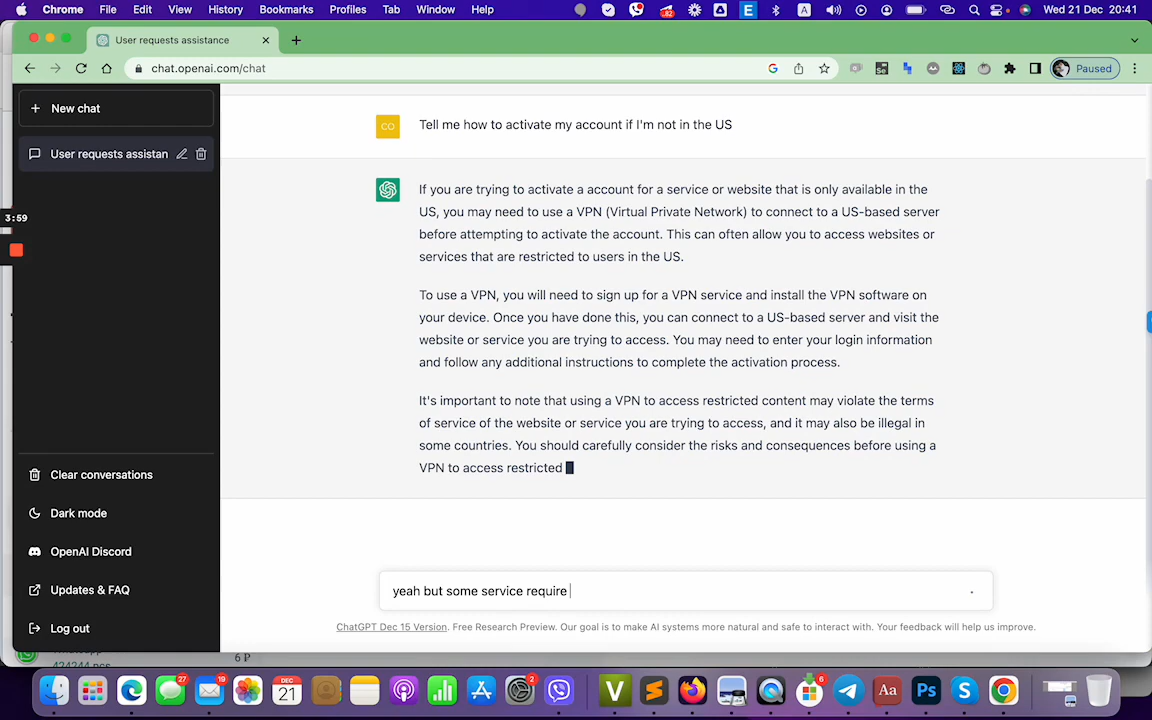 Chrome File Edit View History Bookmarks Profiles Tab Window Help Wed 21 Dec 20:41
User requests assistance
chat.openai.com/chat Paused
New chat
CO Tell me how to activate my account if I'm not in the US
User requests assistan
If you are trying to activate a account for a service or website that is only available in the
US, you may need to use a VPN (Virtual Private Network) to connect to a US-based server
3:59
before attempting to activate the account. This can often allow you to access websites or
services that are restricted to users in the US.
To use a VPN, you will need to sign up for a VPN service and install the VPN software on
your device. Once you have done this, you can connect to a US-based server and visit the
website or service you are trying to access. You may need to enter your login information
and follow any additional instructions to complete the activation process.
It's important to note that using a VPN to access restricted content may violate the terms
of service of the website or service you are trying to access, and it may also be illegal in
some countries. You should carefully consider the risks and consequences before using a
VPN to access restricted
Clear conversations
Dark mode
OpenAI Discord
Updates & FAQ
Log out
yeah but some service require
ChatGPT Dec 15 Version. Free Research Preview. Our goal is to make AI systems more natural and safe to interact with. Your feedback will help us improve.
424244 pcs
6 ₽
27 19 DEC 21 2 6 Aa Ps